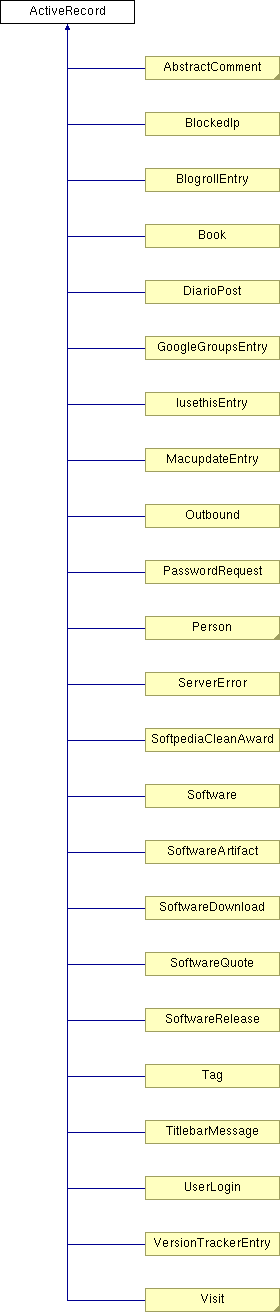 ActiveRecord
AbstractComment
BlockedIp
BlogrollEntry
Book
DiarioPost
GoogleGroupsEntry
IusethisEntry
MacupdateEntry
Outbound
PasswordRequest
Person
ServerError
SoftpediaCleanAward
Software
SoftwareArtifact
SoftwareDownload
SoftwareQuote
SoftwareRelease
Tag
TitlebarMessage
UserLogin
VersionTrackerEntry
Visit